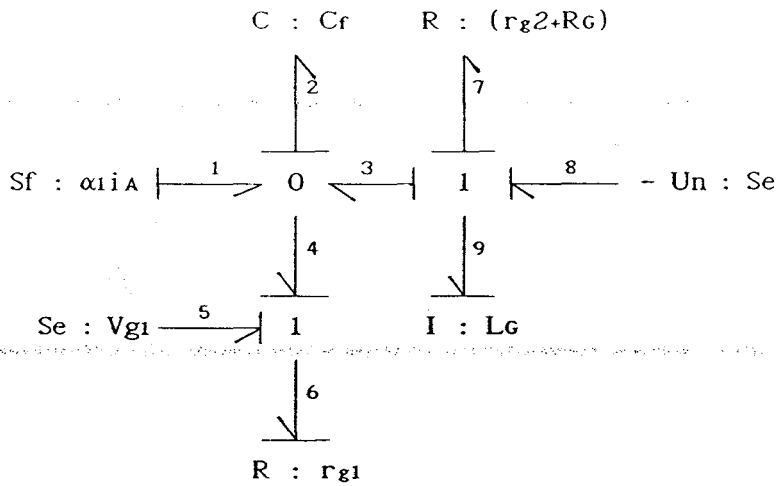 C : Cf R : (rg2+RG)
2 7
Sf : α1iA 1 0 3 1 8 - Un : Se
4 9
Se : Vg1 5 1 I : LG
6
R : rg1